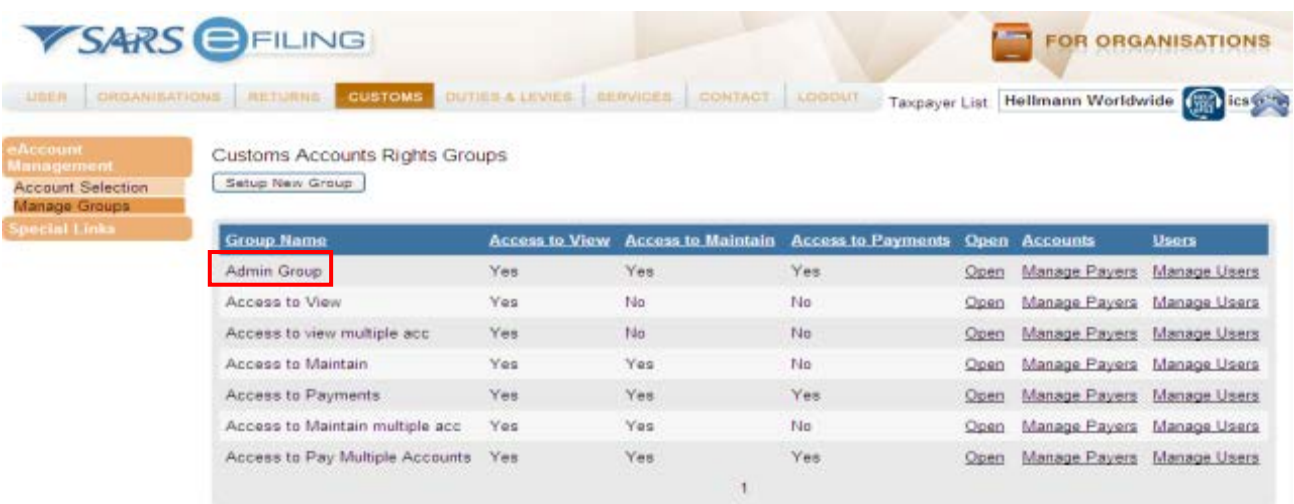 SARS eFILING
FOR ORGANISATIONS
USER ORGANISATIONS RETURNS CUSTOMS DUTIES & LEVIES SERVICES CONTACT LOGOUT Taxpayer List Hellmann Worldwide ics
eAccount
Management
Account Selection
Manage Groups
Special Links
Customs Accounts Rights Groups
Setup New Group
Group Name Access to View Access to Maintain Access to Payments Open Accounts Users
Admin Group Yes Yes Yes Open Manage Payers Manage Users
Access to View Yes No No Open Manage Payers Manage Users
Access to view multiple acc Yes No No Open Manage Payers Manage Users
Access to Maintain Yes Yes No Open Manage Payers Manage Users
Access to Payments Yes Yes Yes Open Manage Payers Manage Users
Access to Maintain multiple acc Yes Yes No Open Manage Payers Manage Users
Access to Pay Multiple Accounts Yes Yes Yes Open Manage Payers Manage Users
1